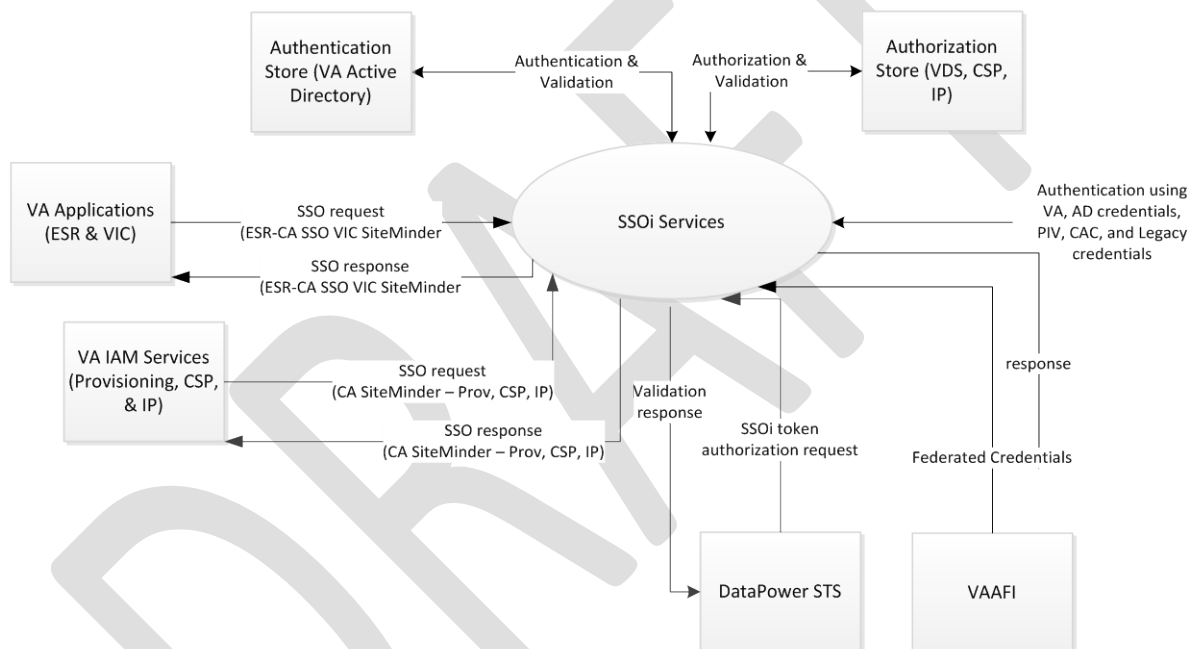 Authentication
Store (VA Active
Directory)
Authentication &
Validation
Authorization &
Validation
Authorization
Store (VDS, CSP,
IP)
VA Applications
(ESR & VIC)
SSO request
(ESR-CA SSO VIC SiteMinder
SSO response
(ESR-CA SSO VIC SiteMinder
SSOi Services
Authentication using
VA, AD credentials,
PIV, CAC, and Legacy
credentials
VA IAM Services
(Provisioning, CSP,
& IP)
SSO request
(CA SiteMinder – Prov, CSP, IP)
SSO response
(CA SiteMinder – Prov, CSP, IP)
Validation
response
SSOi token
authorization request
response
Federated Credentials
DataPower STS
VAAFI
DRAFT